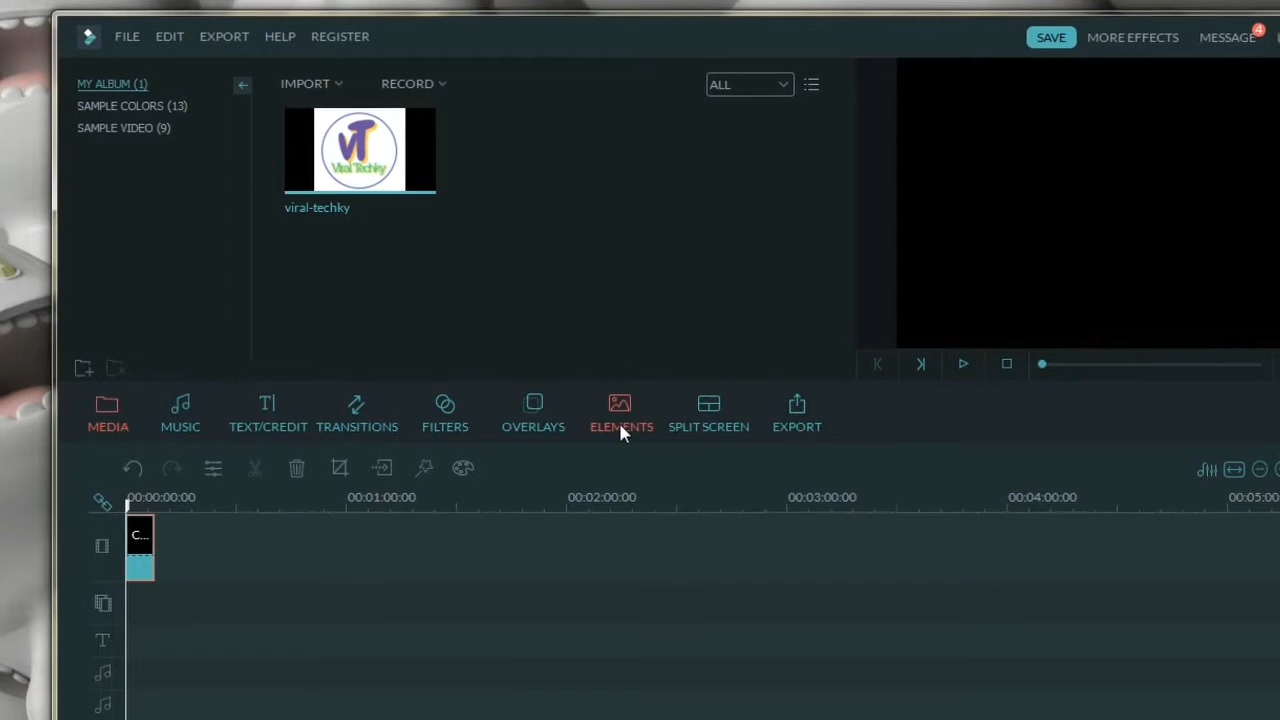 FILE EDIT EXPORT HELP REGISTER SAVE MORE EFFECTS MESSAGE 4
MY ALBUM (1) IMPORT RECORD ALL
SAMPLE COLORS (13)
SAMPLE VIDEO (9)
VT
Viral Techky
viral-techky
MEDIA MUSIC TEXT/CREDIT TRANSITIONS FILTERS OVERLAYS ELEMENTS SPLIT SCREEN EXPORT
00:00:00:00 00:01:00:00 00:02:00:00 00:03:00:00 00:04:00:00 00:05:00
C...